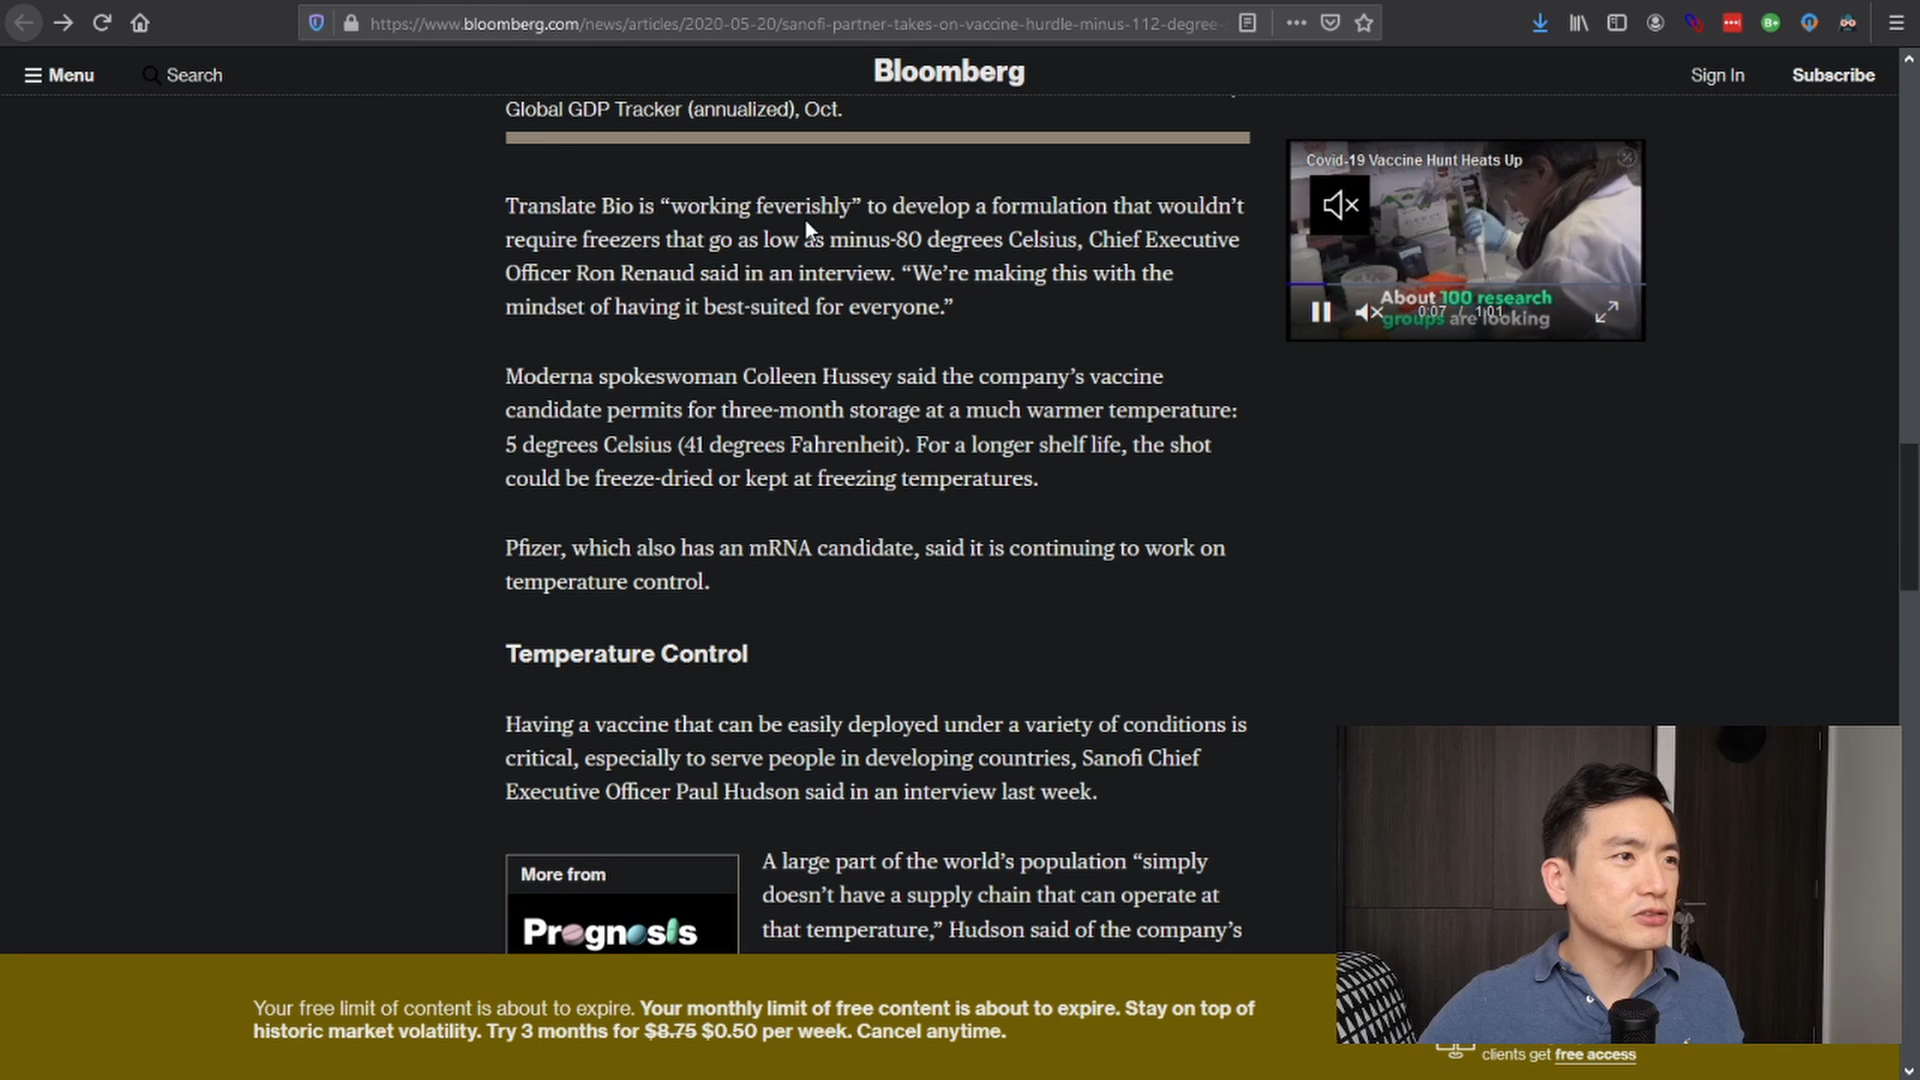 https://www.bloomberg.com/news/articles/2020-05-20/sanofi-partner-takes-on-vaccine-hurdle-minus-112-degree-
Menu
Search
Bloomberg
Sign In
Subscribe
Global GDP Tracker (annualized), Oct.
Translate Bio is “working feverishly” to develop a formulation that wouldn’t
require freezers that go as low as minus-80 degrees Celsius, Chief Executive
Officer Ron Renaud said in an interview. “We’re making this with the
mindset of having it best-suited for everyone.”
Covid-19 Vaccine Hunt Heats Up
About 100 research
groups are looking
0:07 / 1:01
Moderna spokeswoman Colleen Hussey said the company’s vaccine
candidate permits for three-month storage at a much warmer temperature:
5 degrees Celsius (41 degrees Fahrenheit). For a longer shelf life, the shot
could be freeze-dried or kept at freezing temperatures.
Pfizer, which also has an mRNA candidate, said it is continuing to work on
temperature control.
Temperature Control
Having a vaccine that can be easily deployed under a variety of conditions is
critical, especially to serve people in developing countries, Sanofi Chief
Executive Officer Paul Hudson said in an interview last week.
More from
Prognosis
A large part of the world’s population “simply
doesn’t have a supply chain that can operate at
that temperature,” Hudson said of the company’s
Your free limit of content is about to expire. Your monthly limit of free content is about to expire. Stay on top of
historic market volatility. Try 3 months for $8.75 $0.50 per week. Cancel anytime.
clients get free access